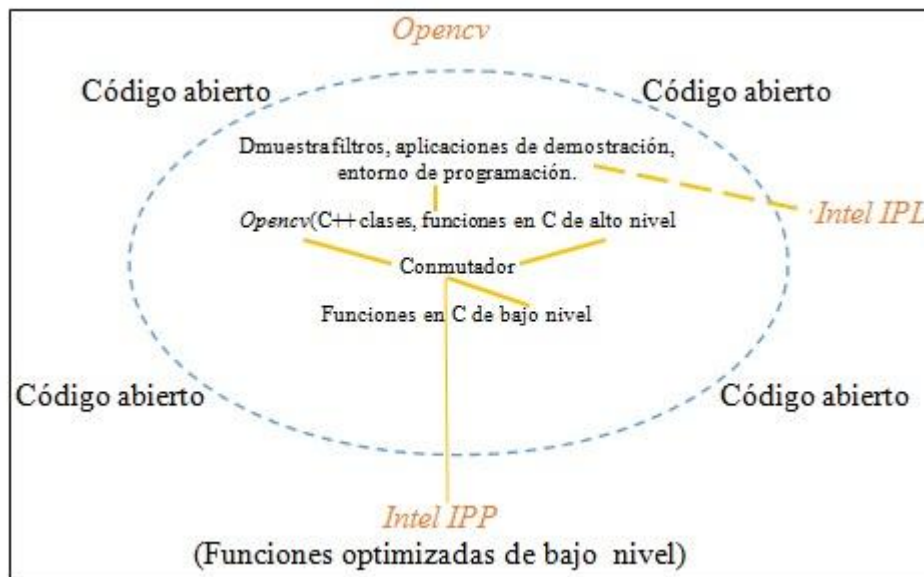 Opencv
Código abierto
Código abierto
Dmuestrafiltros, aplicaciones de demostración,
entorno de programación.
Intel IPL
Opencv(C++ clases, funciones en C de alto nivel
Conmutador
Funciones en C de bajo nivel
Código abierto
Código abierto
Intel IPP
(Funciones optimizadas de bajo nivel)